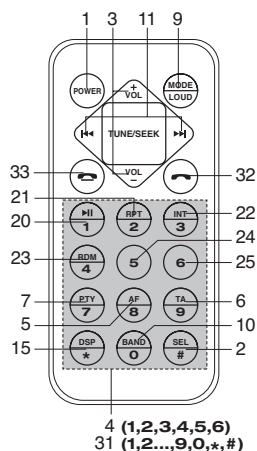 1 3 11 9
POWER
+
VOL
MODE
LOUD
TUNE/SEEK
33
VOL
−
32
21
20
1
RPT
2
INT
3
22
24
23
RDM
4
5
6
25
7
PTY
7
AF
8
TA
9
6
5
10
15
DSP
*
BAND
0
SEL
#
2
4 (1,2,3,4,5,6)
31 (1,2...,9,0,*,#)